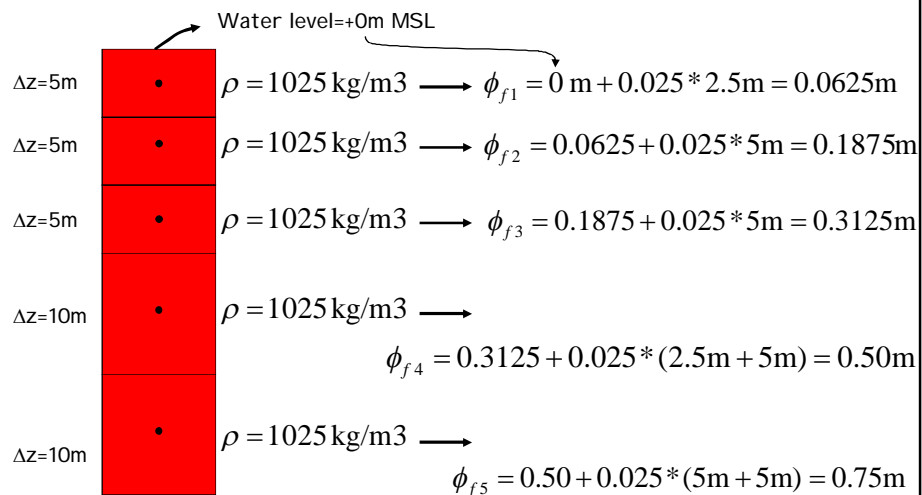 Water level=+0m MSL
Δz=5m ρ = 1025 kg/m3 ϕf1 = 0 m + 0.025 * 2.5m = 0.0625m
Δz=5m ρ = 1025 kg/m3 ϕf2 = 0.0625 + 0.025 * 5m = 0.1875m
Δz=5m ρ = 1025 kg/m3 ϕf3 = 0.1875 + 0.025 * 5m = 0.3125m
Δz=10m ρ = 1025 kg/m3
ϕf4 = 0.3125 + 0.025 * (2.5m + 5m) = 0.50m
Δz=10m ρ = 1025 kg/m3
ϕf5 = 0.50 + 0.025 * (5m + 5m) = 0.75m